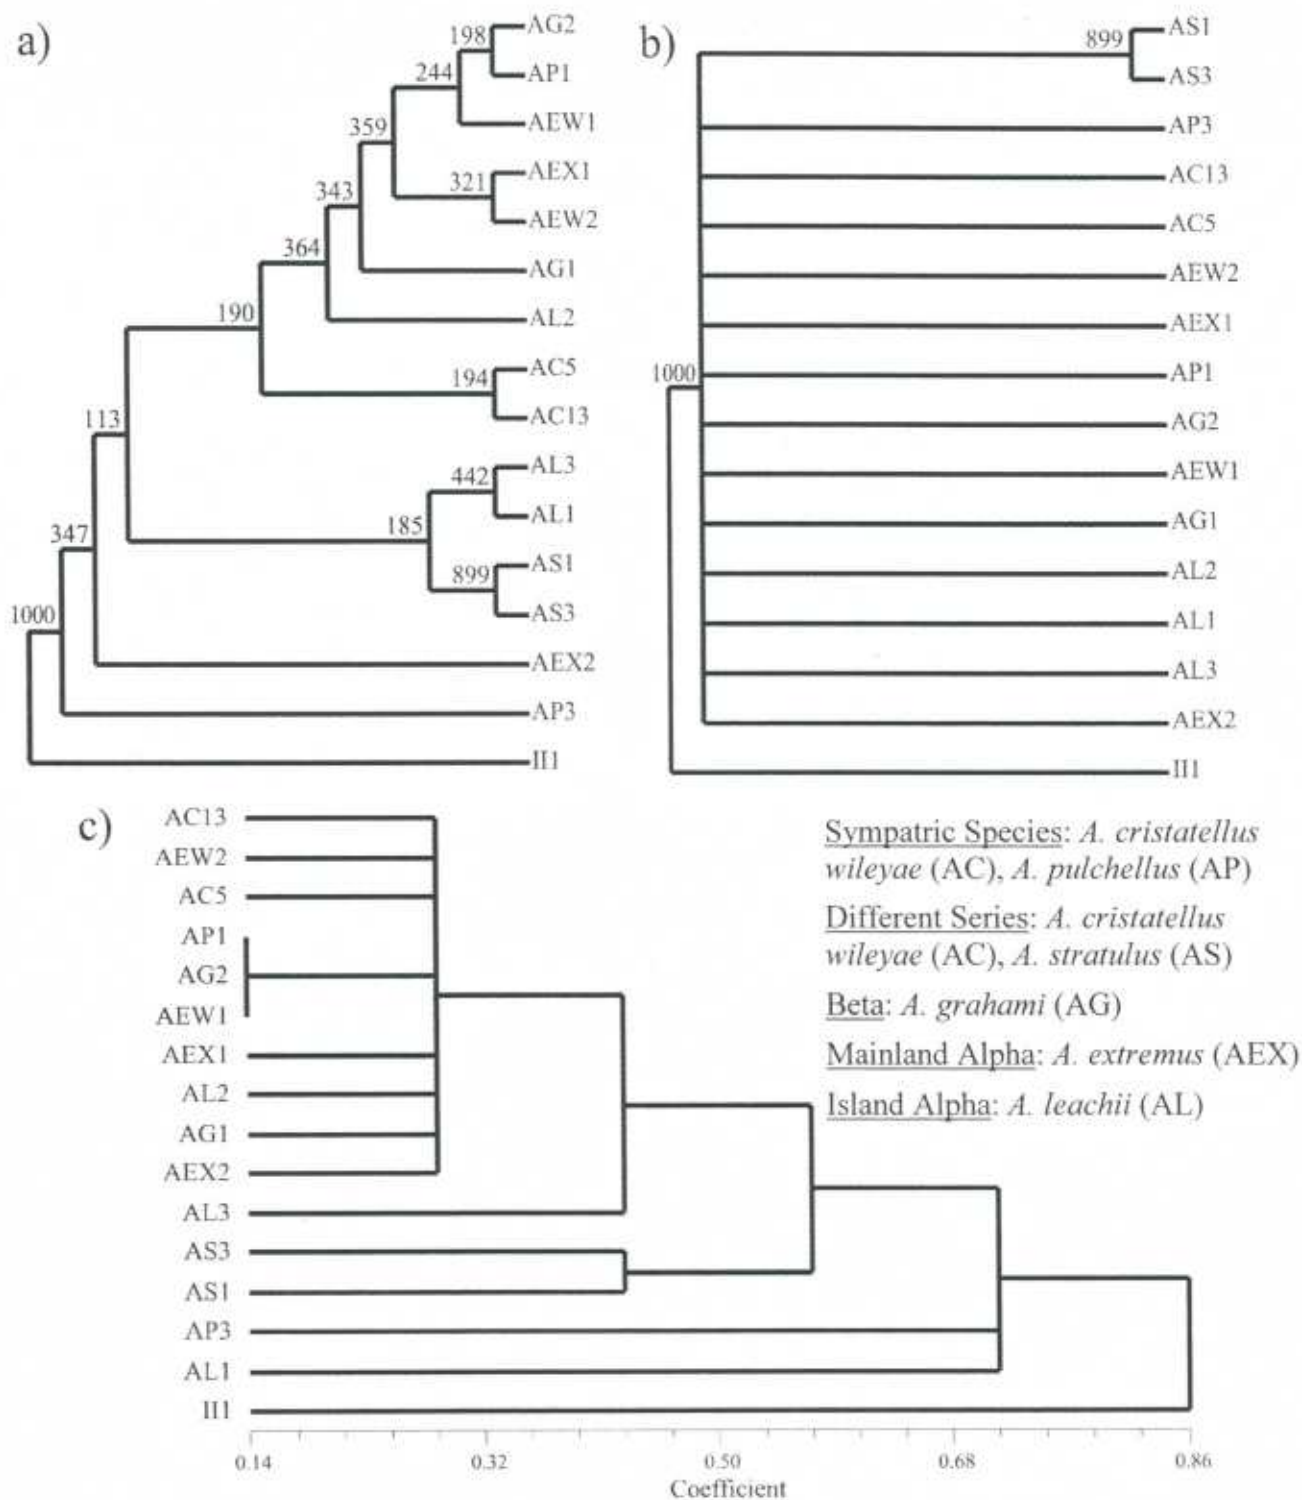 a)
198
AG2
AP1
244
AEW1
359
AEX1
321
AEW2
343
AG1
364
AL2
190
AC5
194
AC13
113
AL3
442
AL1
185
AS1
899
AS3
347
AEX2
1000
AP3
II1
b)
AS1
899
AS3
AP3
AC13
AC5
AEW2
AEX1
1000
AP1
AG2
AEW1
AG1
AL2
AL1
AL3
AEX2
II1
c)
AC13
AEW2
AC5
AP1
AG2
AEW1
AEX1
AL2
AG1
AEX2
AL3
AS3
AS1
AP3
AL1
II1
Sympatric Species: A. cristatellus
wileyae (AC), A. pulchellus (AP)
Different Series: A. cristatellus
wileyae (AC), A. stratulus (AS)
Beta: A. grahami (AG)
Mainland Alpha: A. extremus (AEX)
Island Alpha: A. leachii (AL)
0.14 0.32 0.50 0.68 0.86
Coefficient